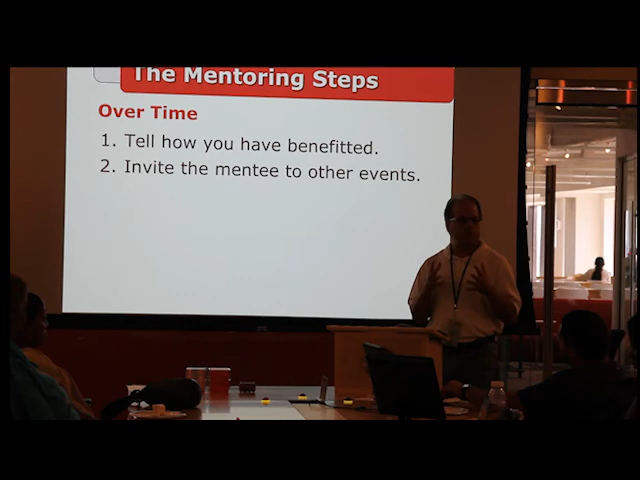 The Mentoring Steps
Over Time
1. Tell how you have benefitted.
2. Invite the mentee to other events.